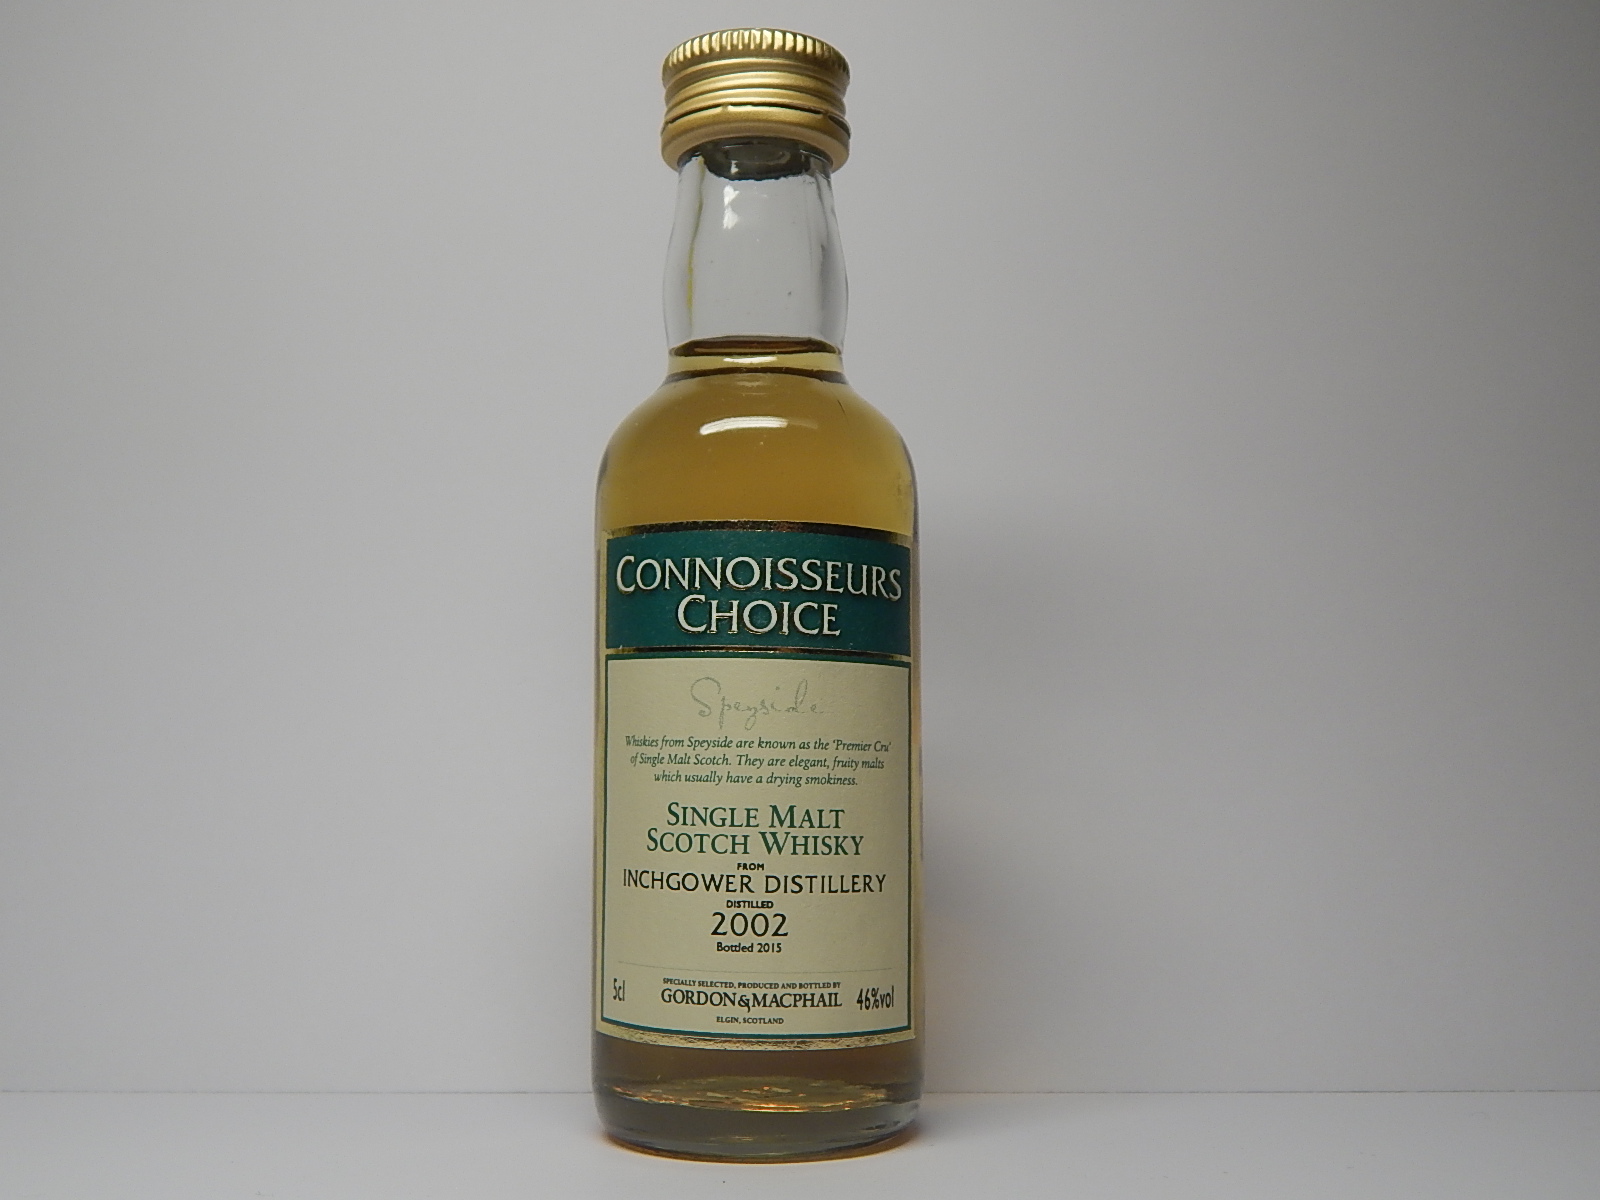 CONNOISSEURS
CHOICE
Speyside
Whiskies from Speyside are known as the 'Premier Cru'
of Single Malt Scotch. They are elegant, fruity malts
which usually have a drying smokiness.
SINGLE MALT
SCOTCH WHISKY
FROM
INCHGOWER DISTILLERY
DISTILLED
2002
Bottled 2015
SPECIALLY SELECTED, PRODUCED AND BOTTLED BY
5cl GORDON & MACPHAIL 46%vol
ELGIN, SCOTLAND